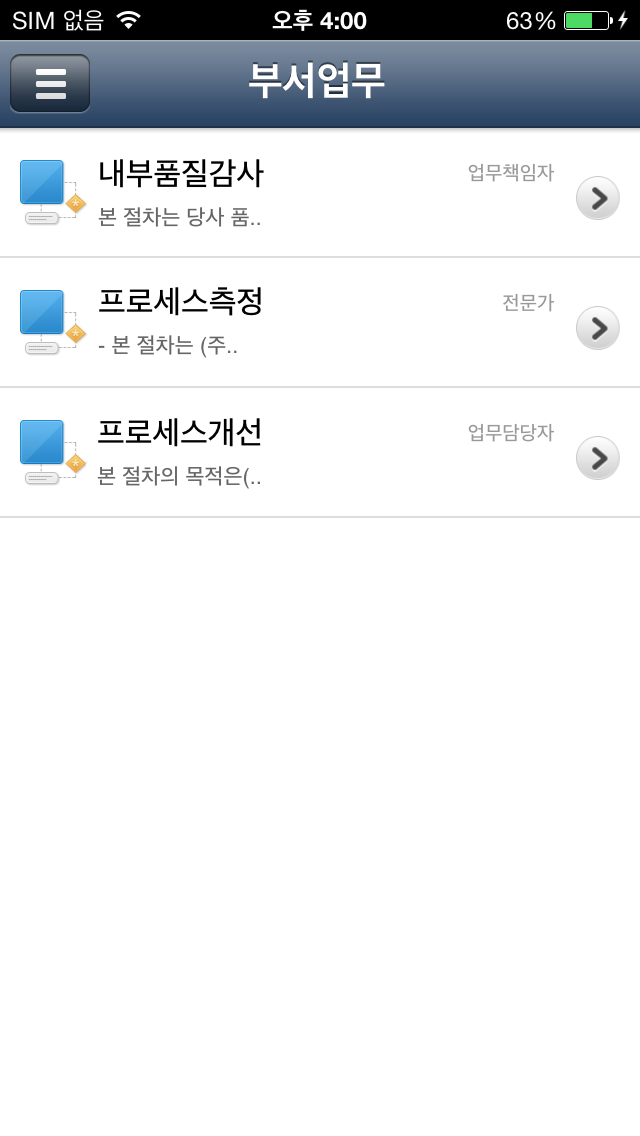 SIM 없음 오후 4:00 63%
부서업무
내부품질감사 업무책임자
본 절차는 당사 품..
프로세스측정 전문가
- 본 절차는 (주..
프로세스개선 업무담당자
본 절차의 목적은(..